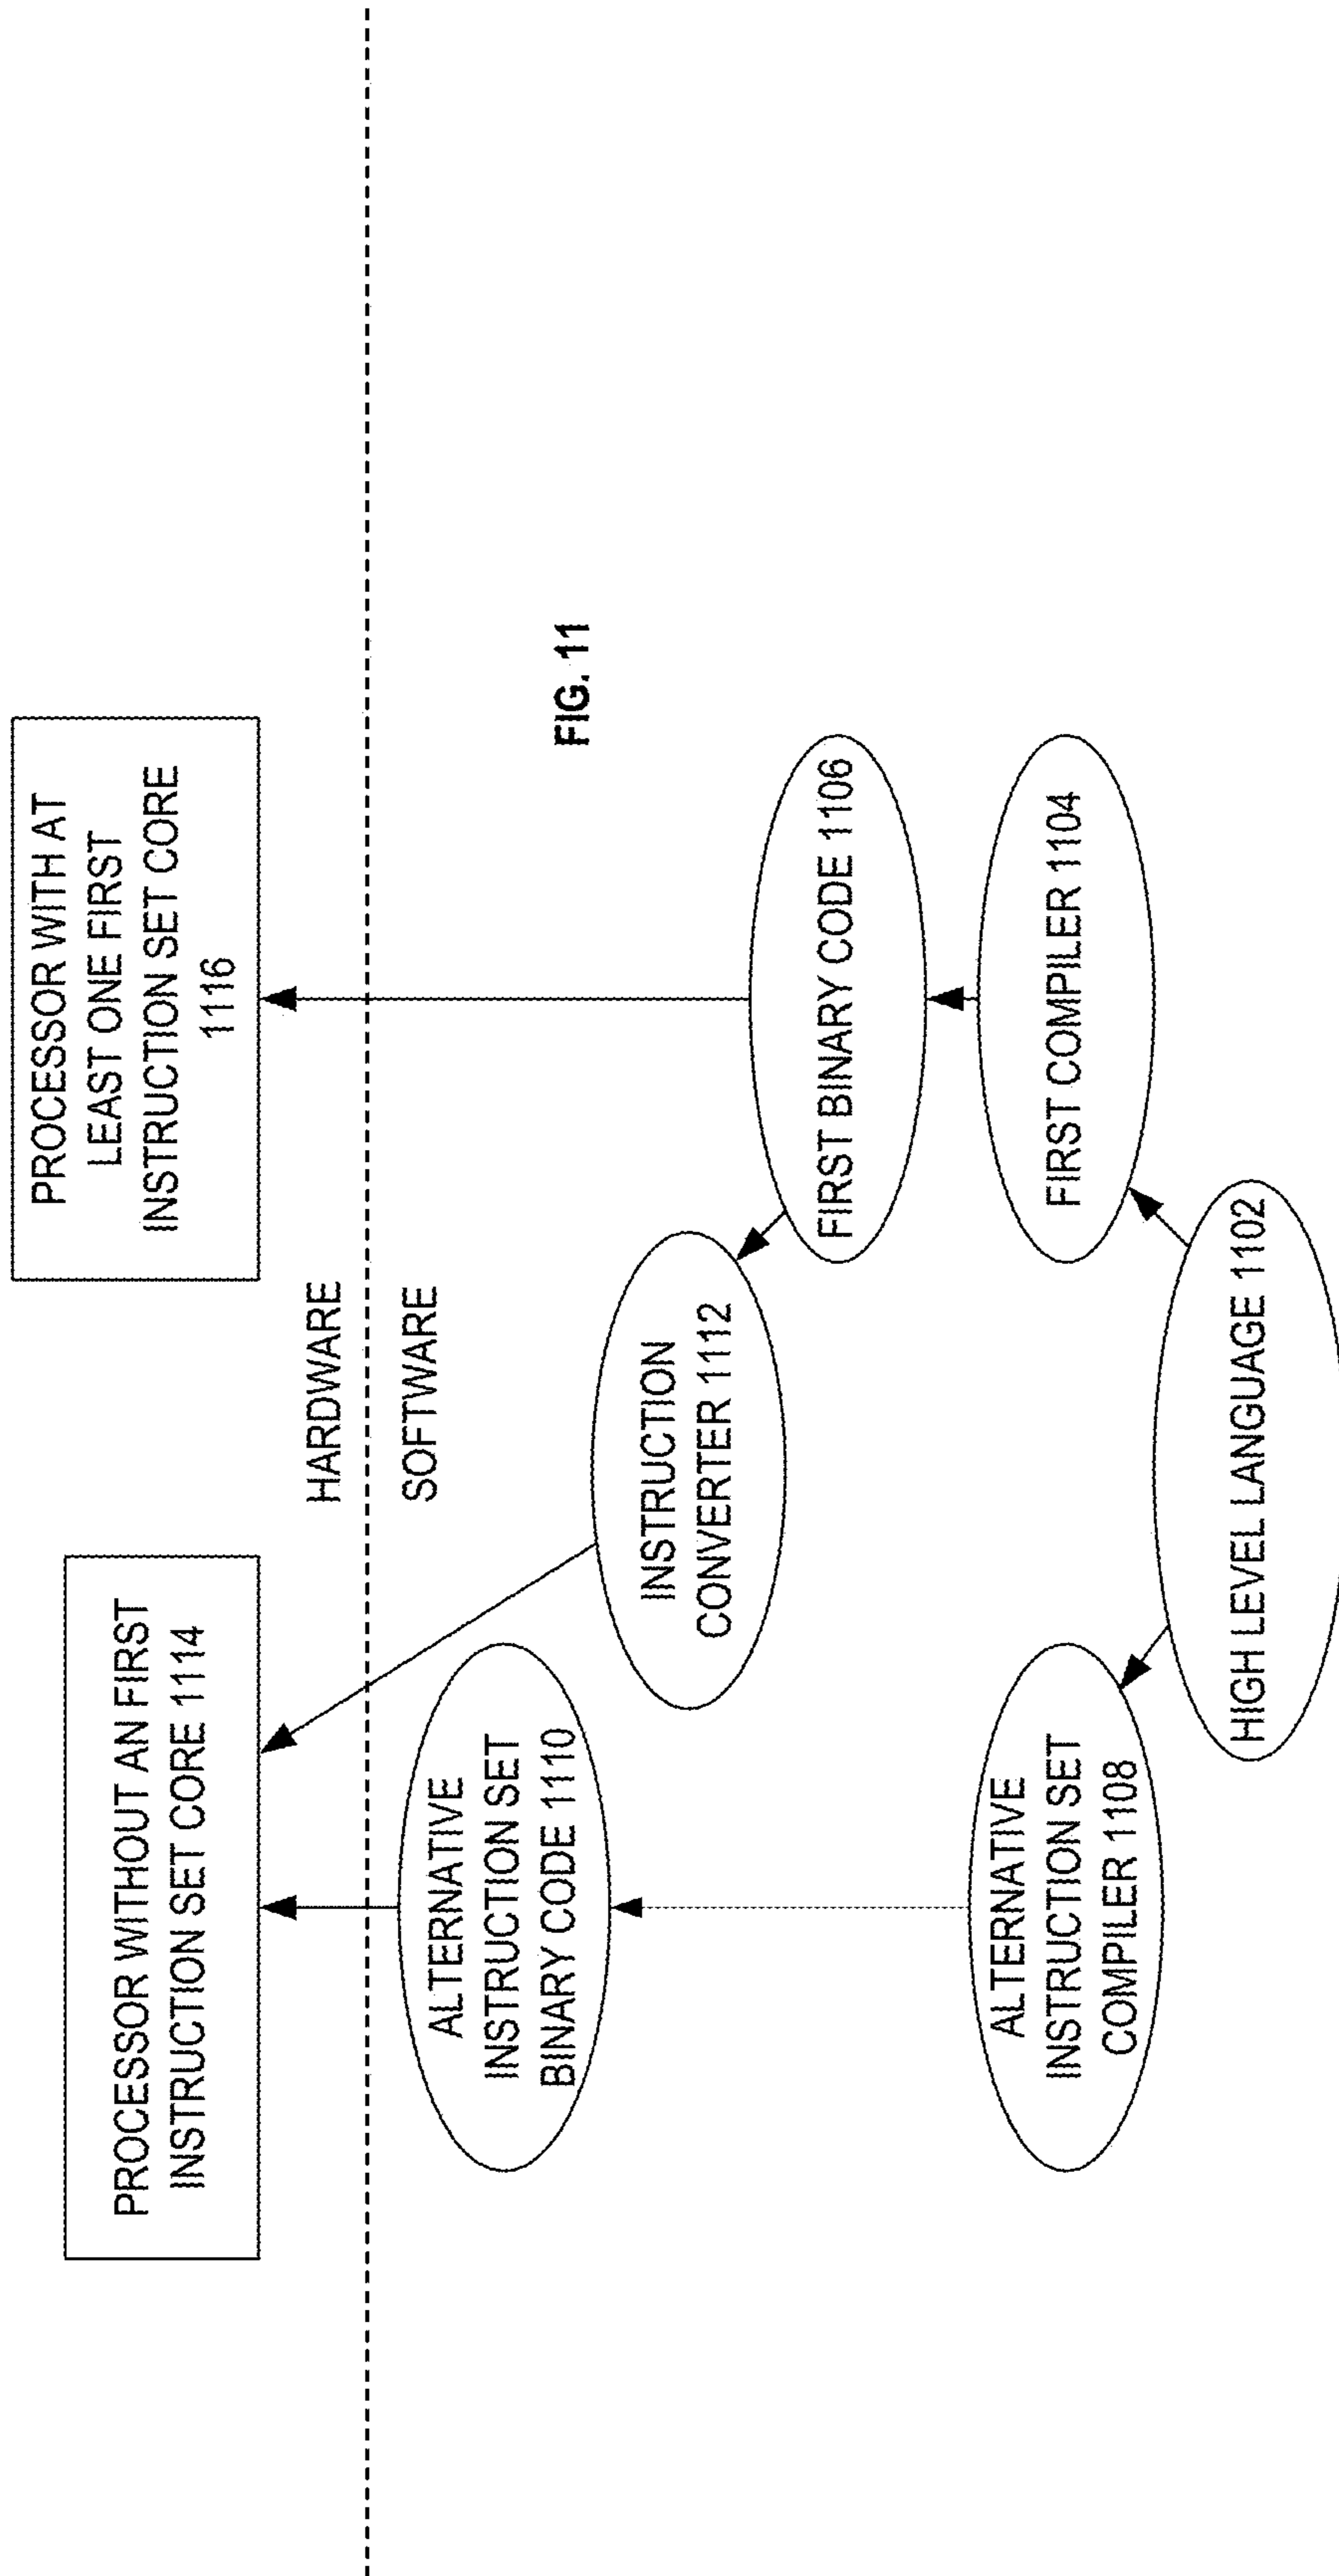 PROCESSOR WITHOUT AN FIRST
INSTRUCTION SET CORE 1114
PROCESSOR WITH AT
LEAST ONE FIRST
INSTRUCTION SET CORE
1116
HARDWARE
SOFTWARE
ALTERNATIVE
INSTRUCTION SET
BINARY CODE 1110
INSTRUCTION
CONVERTER 1112
FIG. 11
FIRST BINARY CODE 1106
ALTERNATIVE
INSTRUCTION SET
COMPILER 1108
FIRST COMPILER 1104
HIGH LEVEL LANGUAGE 1102